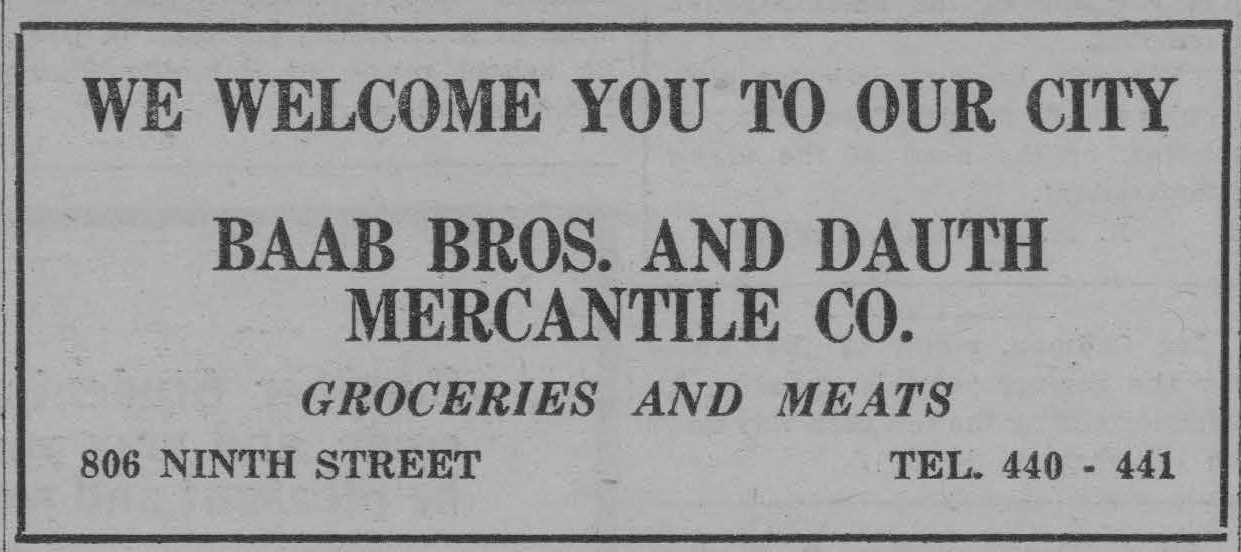 WE WELCOME YOU TO OUR CITY
BAAB BROS. AND DAUTH
MERCANTILE CO.
GROCERIES AND MEATS
806 NINTH STREET TEL. 440 - 441